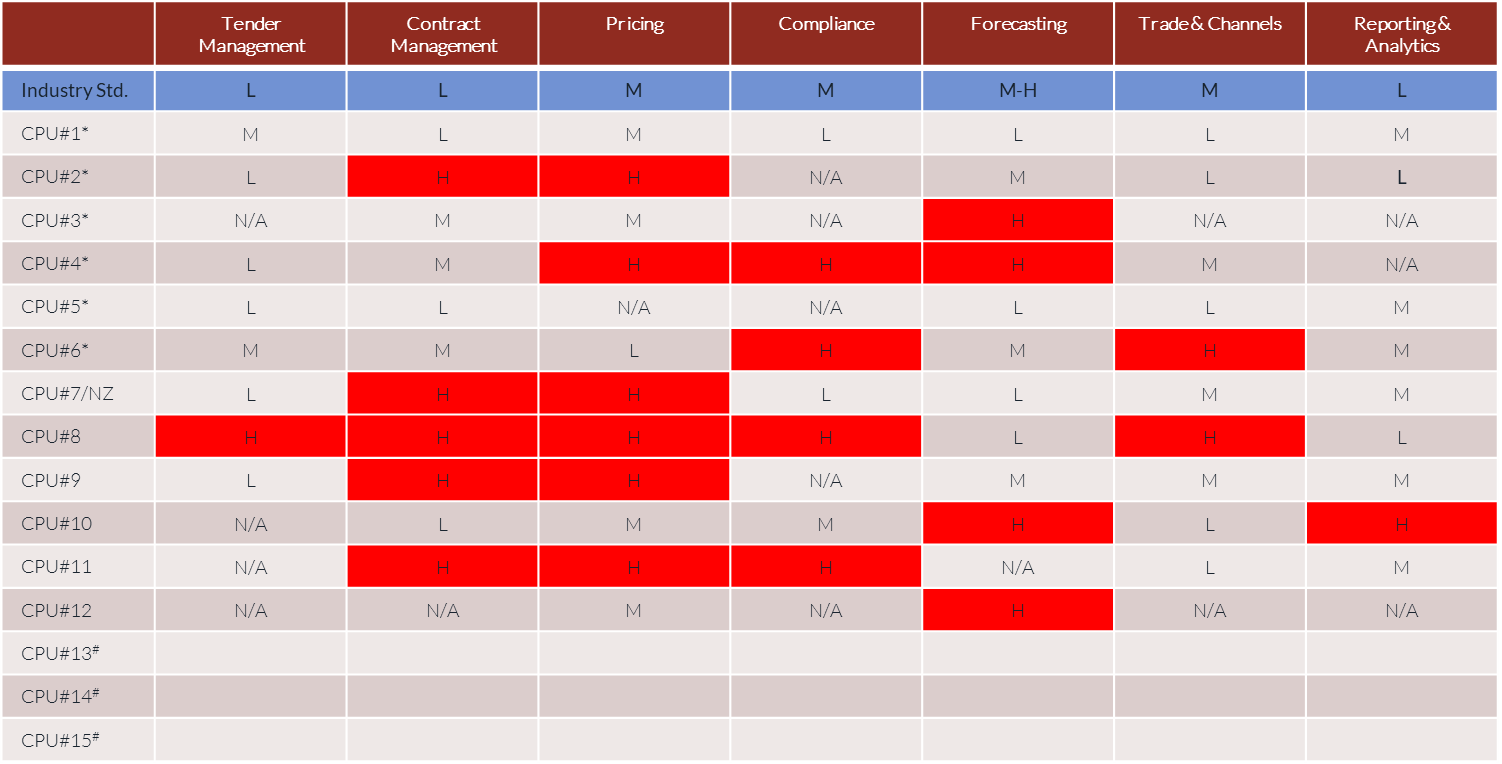 Tender Management Contract Management Pricing Compliance Forecasting Trade & Channels Reporting & Analytics
Industry Std. L L M M M-H M L
CPU#1* M L M L L L M
CPU#2* L H H N/A M L L
CPU#3* N/A M M N/A H N/A N/A
CPU#4* L M H H H M N/A
CPU#5* L L N/A N/A L L M
CPU#6* M M L H M H M
CPU#7/NZ L H H L L M M
CPU#8 H H H H L H L
CPU#9 L H H N/A M M M
CPU#10 N/A L M M H L H
CPU#11 N/A H H H N/A L M
CPU#12 N/A N/A M N/A H N/A N/A
CPU#13#
CPU#14#
CPU#15#